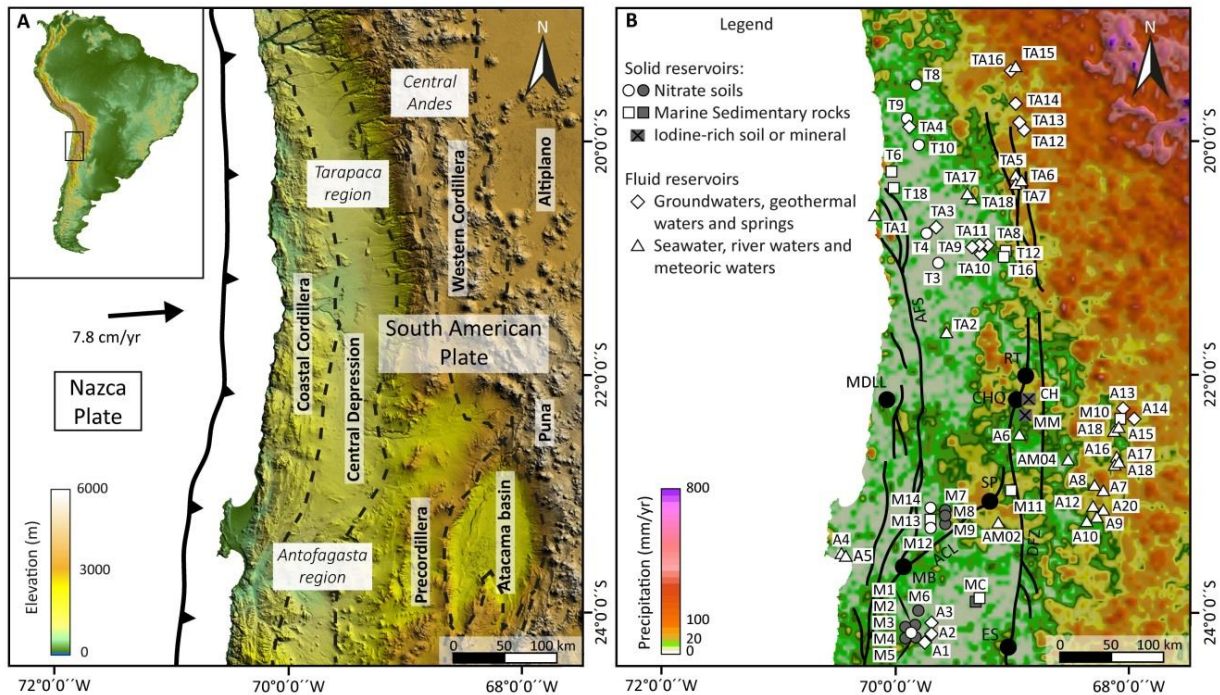 A
N
Central
Andes
Tarapaca
region
Western Cordillera
Altiplano
7.8 cm/yr
Nazca
Plate
Coastal Cordillera
Central Depression
South American
Plate
Puna
Precordillera
Atacama basin
Antofagasta
region
Elevation (m)
6000
3000
0
0 50 100 km
72°0'0´´W
70°0'0´´W
68°0'0´´W
20°0'0´´S
22°0'0´´S
24°0'0´´S
B
Legend
Solid reservoirs:
Nitrate soils
Marine Sedimentary rocks
Iodine-rich soil or mineral
Fluid reservoirs
Groundwaters, geothermal
waters and springs
Seawater, river waters and
meteoric waters
Precipitation (mm/yr)
800
100
20
0
N
TA16
TA15
T8
TA14
T9
TA4
TA13
TA12
T10
T6
TA5
TA6
TA7
T18
TA17
TA18
TA1
TA3
TA11
TA8
T4
TA9
T12
T3
TA10
T16
AFS
TA2
RT
MDLL
CHQ
CH
MM
A13
M10
A14
A18
A15
A6
AM04
A16
A17
A18
SP
A8
A7
M14
M7
M8
M11
A12
A20
M13
M9
A9
M12
AM02
A10
A4
A5
ACL
DFZ
MB
M1
M6
MC
M2
A3
M3
A2
M4
A1
M5
ES
0 50 100 km
72°0'0´´W
70°0'0´´W
68°0'0´´W
20°0'0´´S
22°0'0´´S
24°0'0´´S